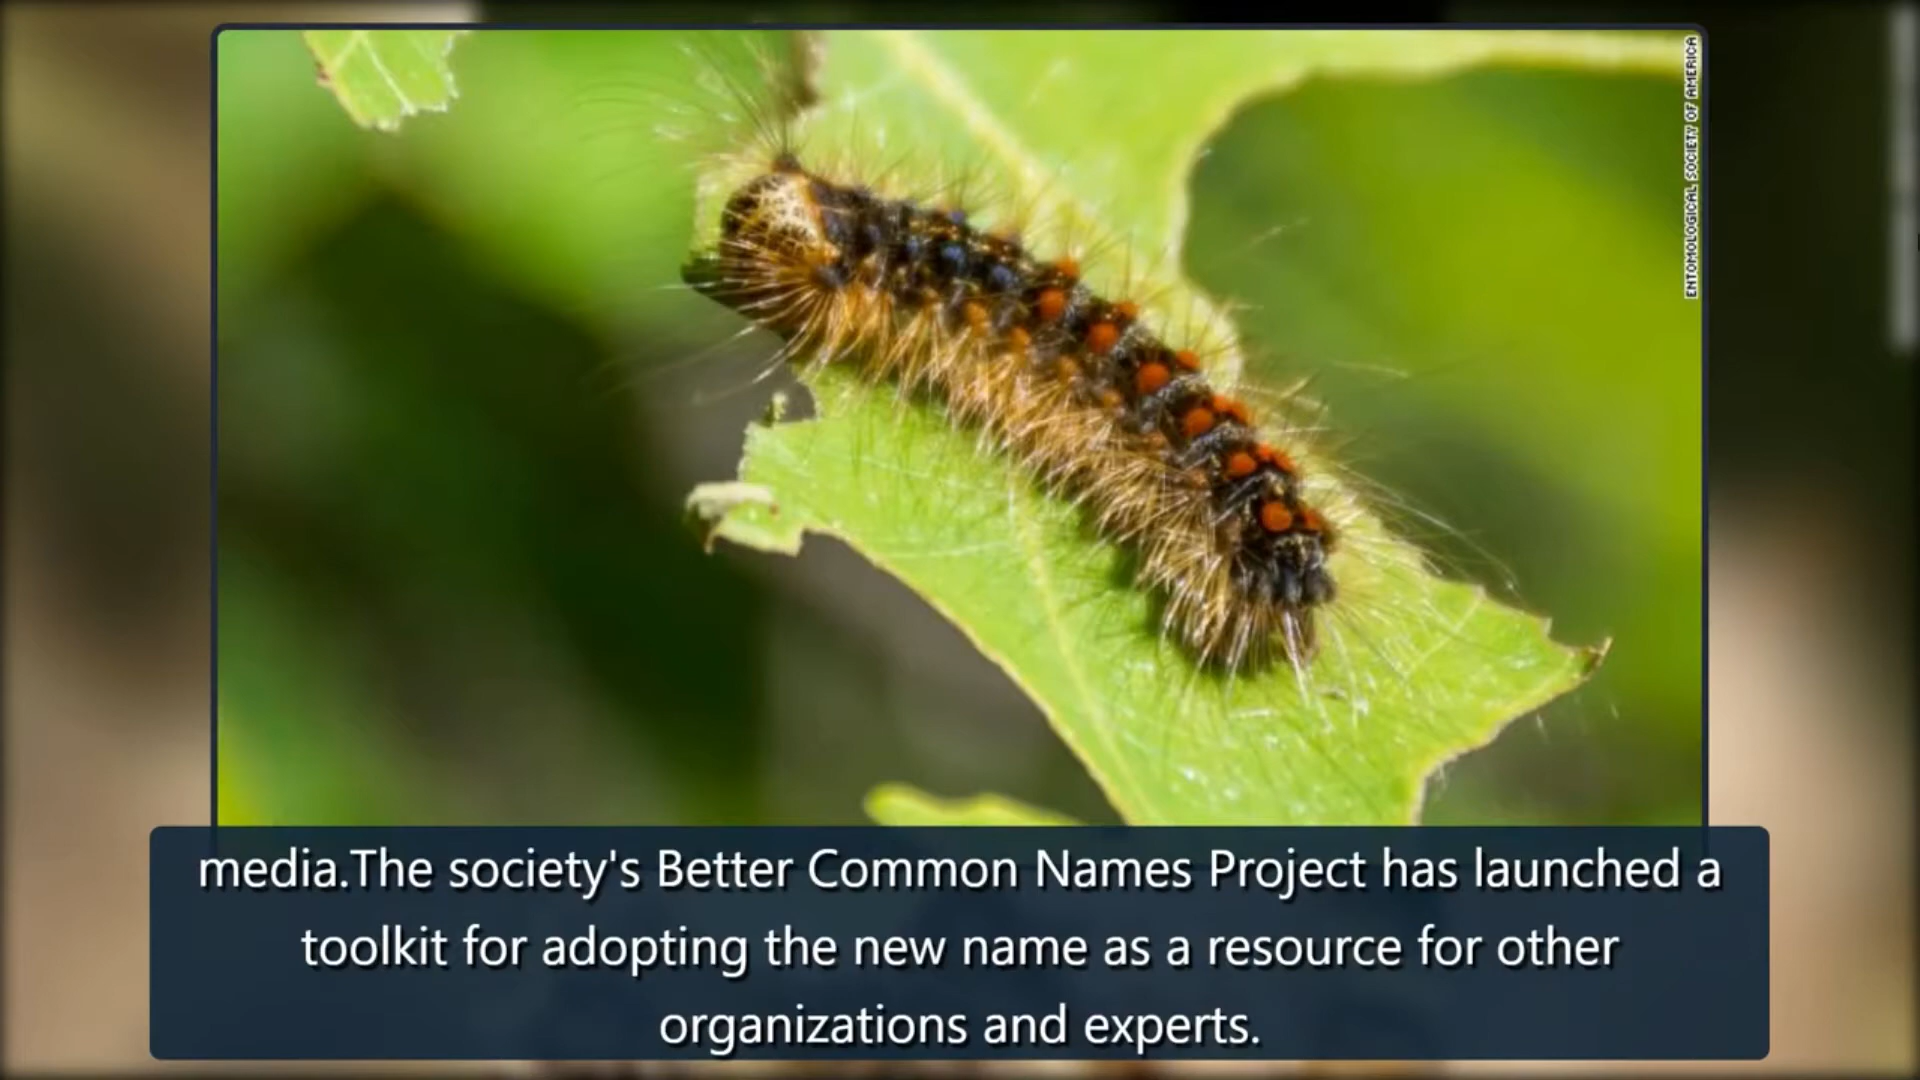 ENTOMOLOGICAL SOCIETY OF AMERICA
media.The society's Better Common Names Project has launched a
toolkit for adopting the new name as a resource for other
organizations and experts.